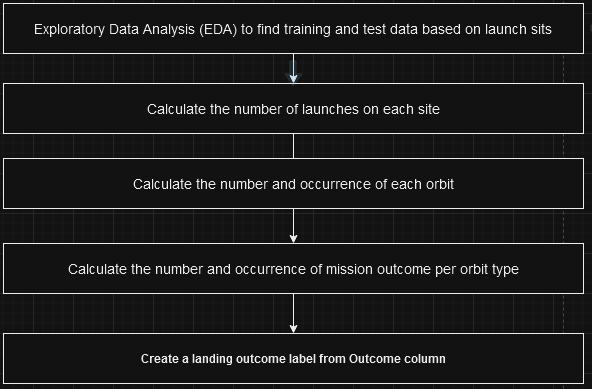 Exploratory Data Analysis (EDA) to find training and test data based on launch sits
Calculate the number of launches on each site
Calculate the number and occurrence of each orbit
Calculate the number and occurrence of mission outcome per orbit type
Create a landing outcome label from Outcome column